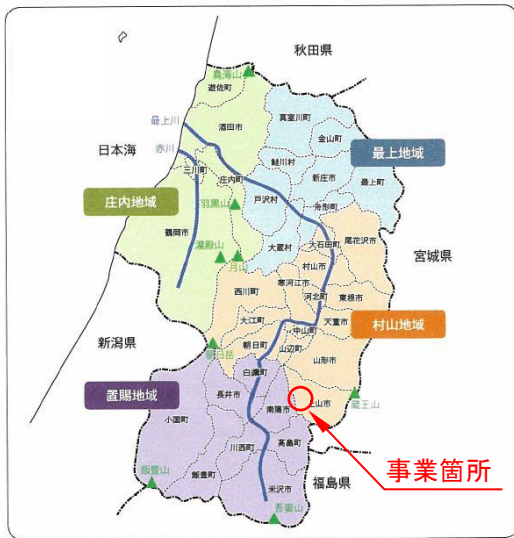 秋田県
鳥海山
遊佐町
真室川町
最上川
酒田市
金山町
赤川
日本海
鮭川村
最上地域
三川町
新庄市
庄内町
最上町
庄内地域
羽黒山
戸沢村
舟形町
鶴岡市
大蔵村
大石田町
尾花沢市
湯殿山
月山
村山市
宮城県
西川町
寒河江市
河北町
東根市
大江町
天童市
村山地域
新潟県
朝日町
中山町
山辺町
朝日岳
山形市
白鷹町
置賜地域
長井市
南陽市
上山市
蔵王山
小国町
川西町
高畠町
事業箇所
飯豊山
飯豊町
米沢市
福島県
吾妻山